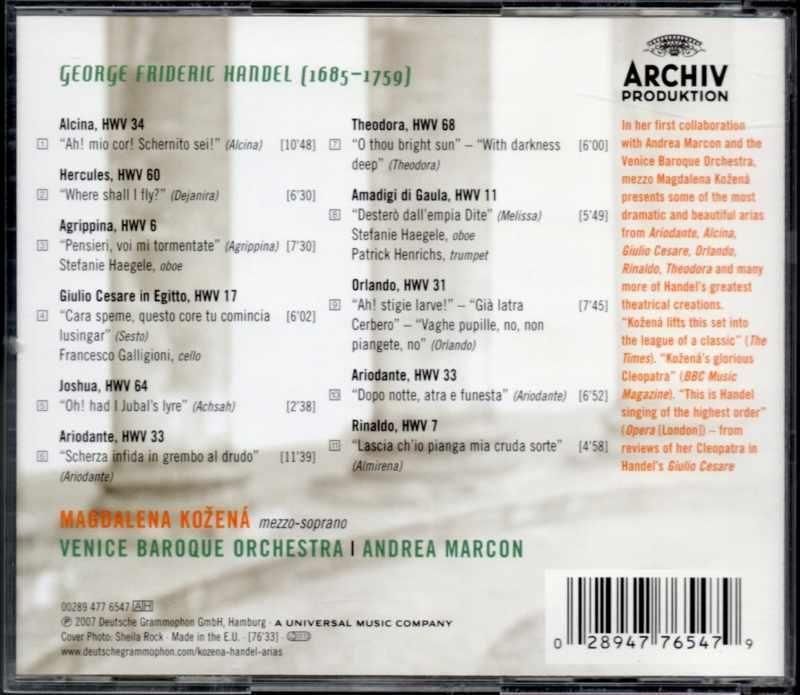 GEORGE FRIDERIC HANDEL (1685–1759)
Alcina, HWV 34
1 “Ah! mio cor! Schernito sei!” (Alcina) [10'48]
Hercules, HWV 60
2 “Where shall I fly?” (Dejanira) [6'30]
Agrippina, HWV 6
3 “Pensieri, voi mi tormentate” (Agrippina) [7'30]
Stefanie Haegele, oboe
Giulio Cesare in Egitto, HWV 17
4 “Cara speme, questo core tu comincia [6'02]
lusingar” (Sesto)
Francesco Galligioni, cello
Joshua, HWV 64
5 “Oh! had I Jubal's lyre” (Achsah) [2'38]
Ariodante, HWV 33
6 “Scherza infida in grembo al drudo” [11'39]
(Ariodante)
Theodora, HWV 68
7 “O thou bright sun” – “With darkness [6'00]
deep” (Theodora)
Amadigi di Gaula, HWV 11
8 “Desterò dall'empia Dite” (Melissa) [5'49]
Stefanie Haegele, oboe
Patrick Henrichs, trumpet
Orlando, HWV 31
9 “Ah! stigie larve!” – “Già latra [7'45]
Cerbero” – “Vaghe pupille, no, non
piangete, no” (Orlando)
Ariodante, HWV 33
10 “Dopo notte, atra e funesta” (Ariodante) [6'52]
Rinaldo, HWV 7
11 “Lascia ch'io pianga mia cruda sorte” [4'58]
(Almirena)
ARCHIV
PRODUKTION
In her first collaboration
with Andrea Marcon and the
Venice Baroque Orchestra,
mezzo Magdalena Kožená
presents some of the most
dramatic and beautiful arias
from Ariodante, Alcina,
Giulio Cesare, Orlando,
Rinaldo, Theodora and many
more of Handel's greatest
theatrical creations.
“Kožená lifts this set into
the league of a classic” (The
Times). “Kožená's glorious
Cleopatra” (BBC Music
Magazine). “This is Handel
singing of the highest order”
(Opera [London]) – from
reviews of her Cleopatra in
Handel's Giulio Cesare
MAGDALENA KOŽENÁ mezzo-soprano
VENICE BAROQUE ORCHESTRA | ANDREA MARCON
00289 477 6547 AH
℗ 2007 Deutsche Grammophon GmbH, Hamburg · A UNIVERSAL MUSIC COMPANY
Cover Photo: Sheila Rock · Made in the E.U. · [76'33] ·
www.deutschegrammophon.com/kozena-handel-arias
0 28947 76547 9